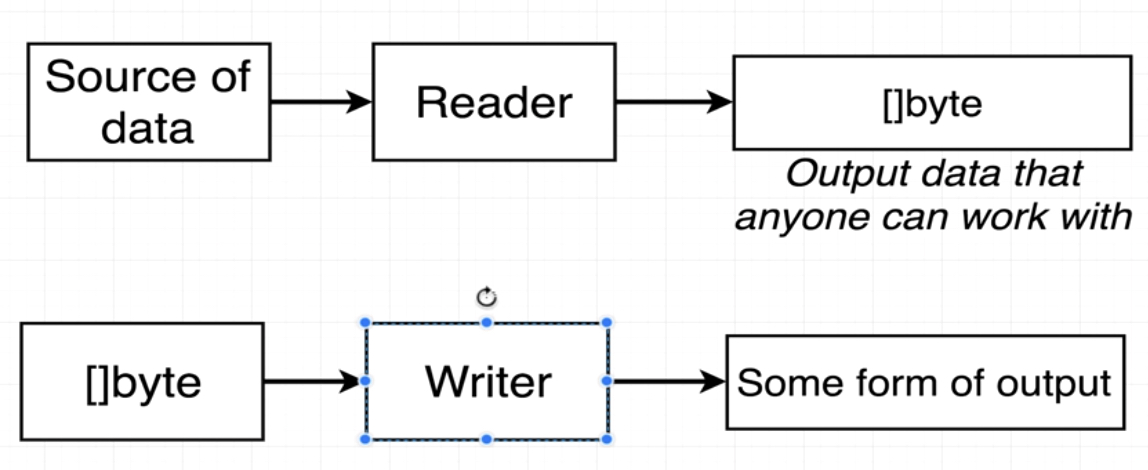 Source of
data
Reader
[]byte
Output data that
anyone can work with
[]byte
Writer
Some form of output